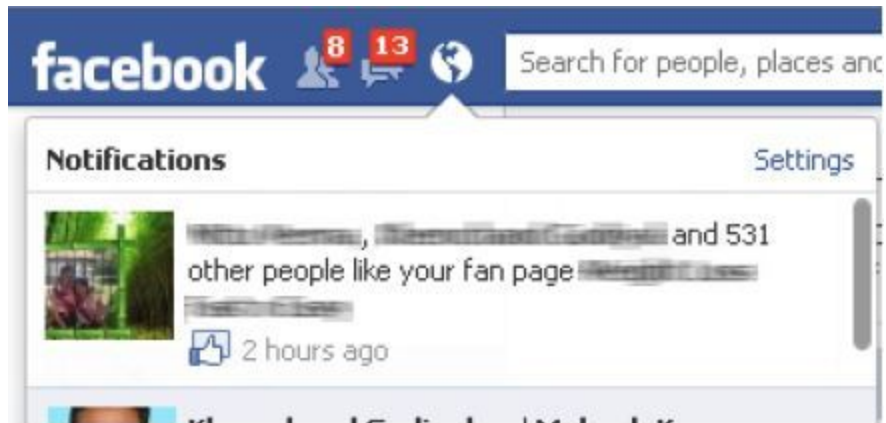 facebook 8 13 Search for people, places and
Notifications Settings
, and 531
other people like your fan page
2 hours ago